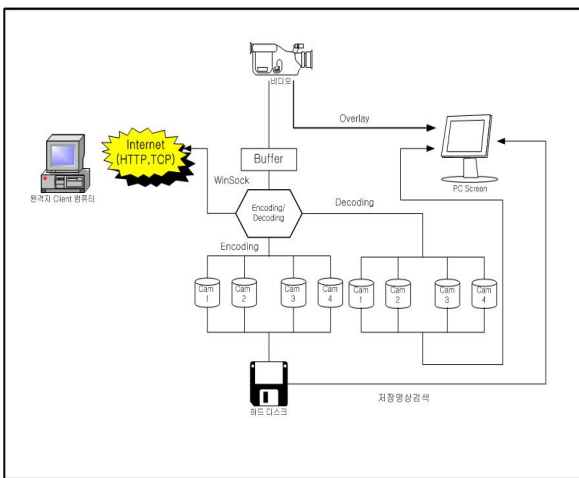 비디오
Overlay
Internet
(HTTP,TCP)
Buffer
원격지 Client 컴퓨터
WinSock
PC Screen
Encoding/
Decoding
Decoding
Encoding
Cam
1
Cam
2
Cam
3
Cam
4
Cam
1
Cam
2
Cam
3
Cam
4
저장영상검색
하드 디스크